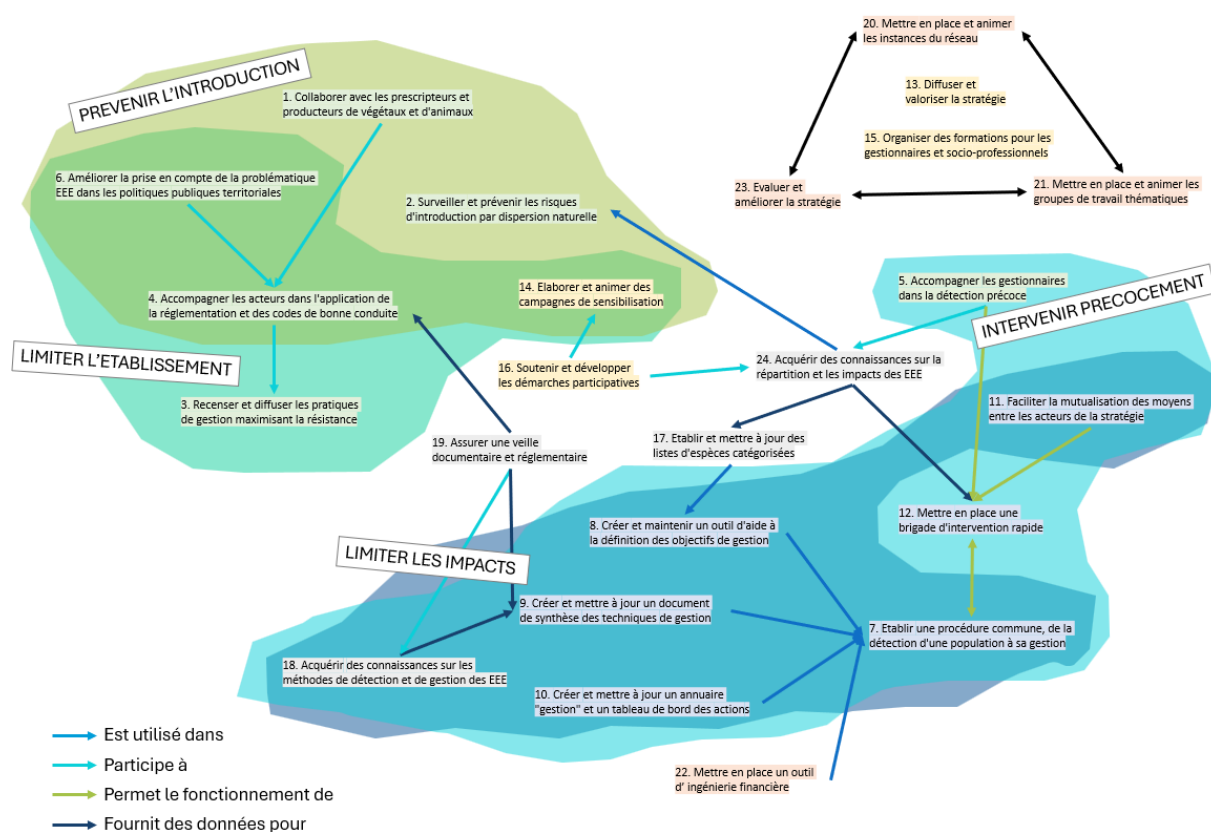 20. Mettre en place et animer
les instances du réseau
PREVENIR L'INTRODUCTION
13. Diffuser et
valoriser la stratégie
1. Collaborer avec les prescripteurs et
producteurs de végétaux et d'animaux
15. Organiser des formations pour les
gestionnaires et socio-professionnels
6. Améliorer la prise en compte de la problématique
EEE dans les politiques publiques territoriales
23. Evaluer et
améliorer la stratégie
21. Mettre en place et animer les
groupes de travail thématiques
2. Surveiller et prévenir les risques
d'introduction par dispersion naturelle
5. Accompagner les gestionnaires
dans la détection précoce
14. Elaborer et animer des
campagnes de sensibilisation
4. Accompagner les acteurs dans l'application de
la réglementation et des codes de bonne conduite
INTERVENIR PRECOCEMENT
LIMITER L'ETABLISSEMENT
16. Soutenir et développer
les démarches participatives
24. Acquérir des connaissances sur la
répartition et les impacts des EEE
3. Recenser et diffuser les pratiques
de gestion maximisant la résistance
11. Faciliter la mutualisation des moyens
entre les acteurs de la stratégie
19. Assurer une veille
documentaire et réglementaire
17. Etablir et mettre à jour des
listes d'espèces catégorisées
12. Mettre en place une
brigade d'intervention rapide
8. Créer et maintenir un outil d'aide à
la définition des objectifs de gestion
LIMITER LES IMPACTS
9. Créer et mettre à jour un document
de synthèse des techniques de gestion
7. Etablir une procédure commune, de la
détection d'une population à sa gestion
18. Acquérir des connaissances sur les
méthodes de détection et de gestion des EEE
10. Créer et mettre à jour un annuaire
"gestion" et un tableau de bord des actions
22. Mettre en place un outil
d' ingénierie financière
Est utilisé dans
Participe à
Permet le fonctionnement de
Fournit des données pour